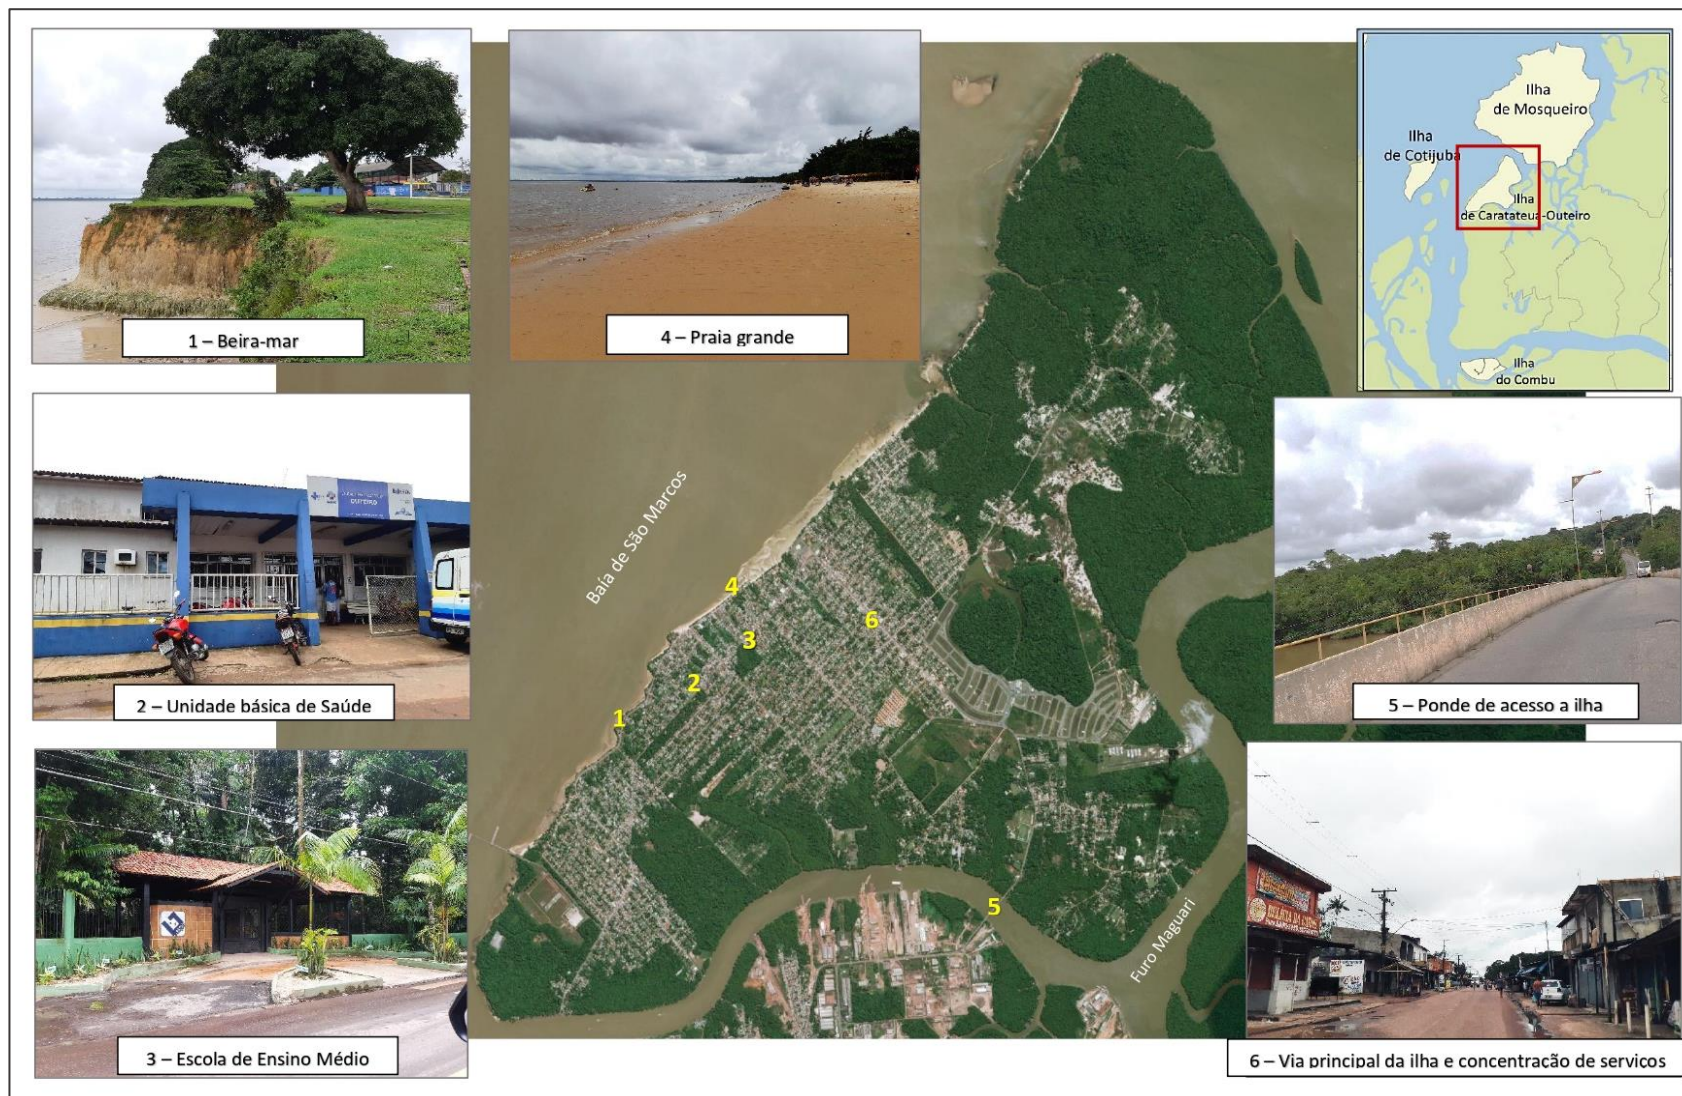 1 – Beira-mar
4 – Praia grande
Ilha
de Mosqueiro
Ilha
de Cotijuba
Ilha
de Caratateua-Outeiro
Ilha
do Combu
OUTEIRO
2 – Unidade básica de Saúde
Baía de São Marcos
4
6
3
2
1
5
Furo Maguari
5 – Ponde de acesso a ilha
3 – Escola de Ensino Médio
6 – Via principal da ilha e concentração de serviços